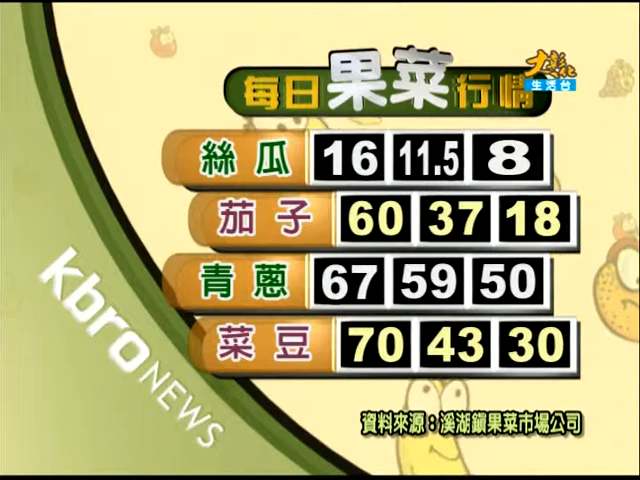 大彰化
生活台
每日果菜行情
絲瓜 16 11.5 8
茄子 60 37 18
青蔥 67 59 50
菜豆 70 43 30
kbro NEWS
資料來源：溪湖鎮果菜市場公司